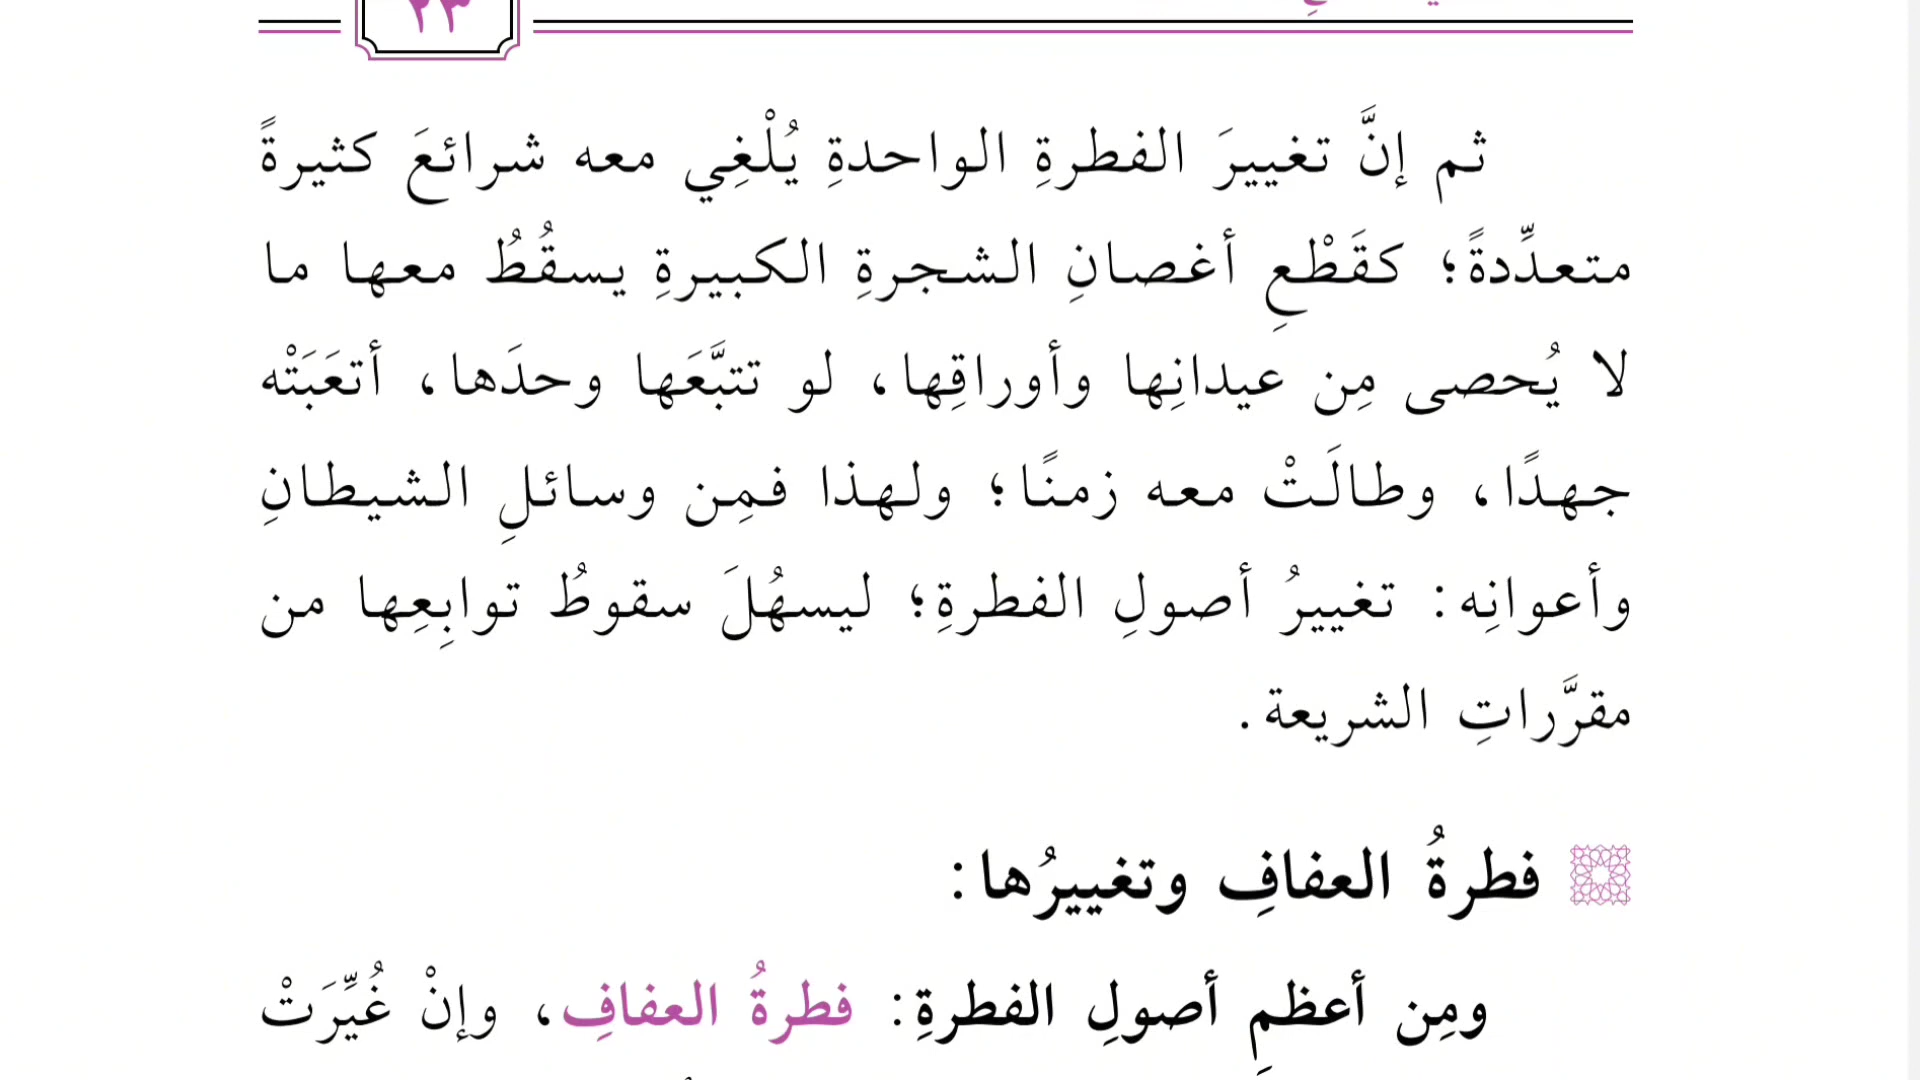 ٢٣
ثم إنَّ تغييرَ الفطرةِ الواحدةِ يُلْغِي معه شرائعَ كثيرةً
متعدِّدةً؛ كقَطْعِ أغصانِ الشجرةِ الكبيرةِ يسقُطُ معها ما
لا يُحصى مِن عيدانِها وأوراقِها، لو تتبَّعَها وحدَها، أتعَبَتْه
جهدًا، وطالَتْ معه زمنًا؛ ولهذا فمِن وسائلِ الشيطانِ
وأعوانِه: تغييرُ أصولِ الفطرةِ؛ ليسهُلَ سقوطُ توابِعِها من
مقرَّراتِ الشريعة.
فطرةُ العفافِ وتغييرُها:
ومِن أعظمِ أصولِ الفطرةِ: فطرةُ العفافِ، وإنْ غُيِّرَتْ